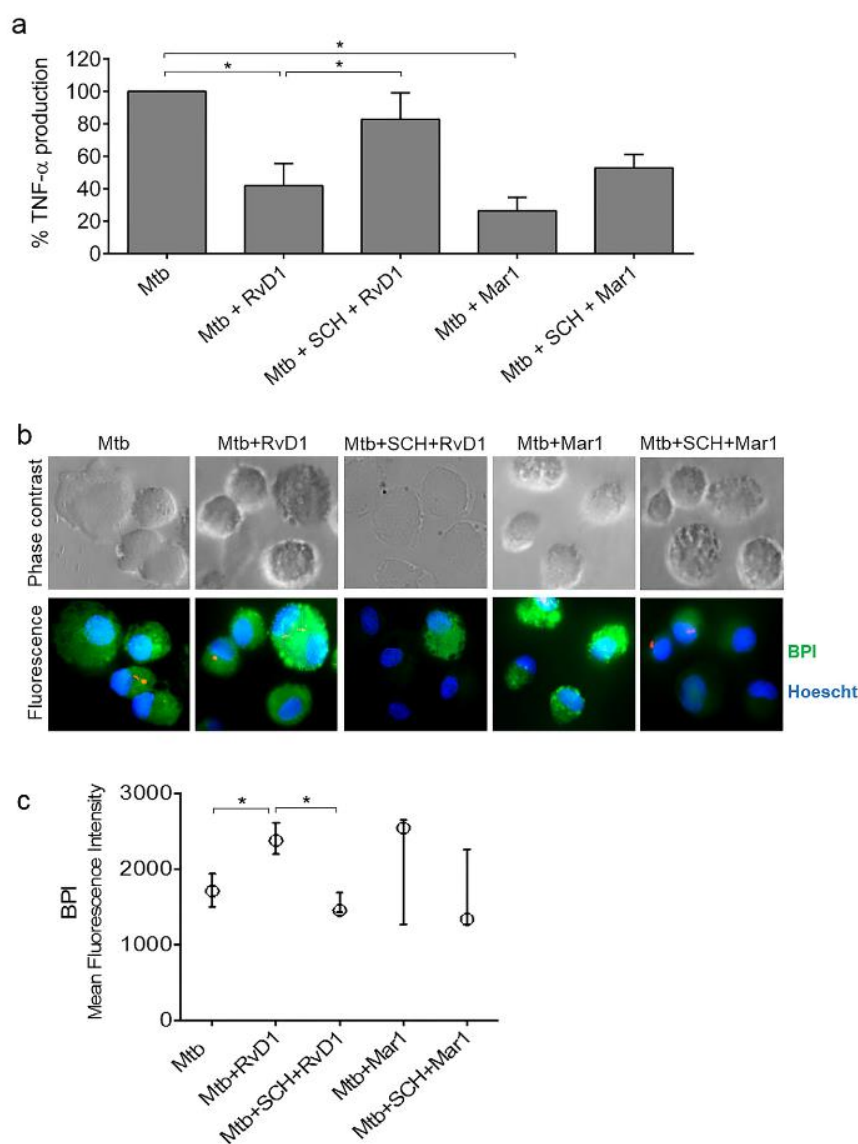 a
*
* *
% TNF-α production
120
100
80
60
40
20
0
Mtb
Mtb + RvD1
Mtb + SCH + RvD1
Mtb + Mar1
Mtb + SCH + Mar1
b
Mtb Mtb+RvD1 Mtb+SCH+RvD1 Mtb+Mar1 Mtb+SCH+Mar1
Phase contrast
Fluorescence
BPI
Hoescht
c
* *
BPI
Mean Fluorescence Intensity
3000
2000
1000
0
Mtb
Mtb+RvD1
Mtb+SCH+RvD1
Mtb+Mar1
Mtb+SCH+Mar1